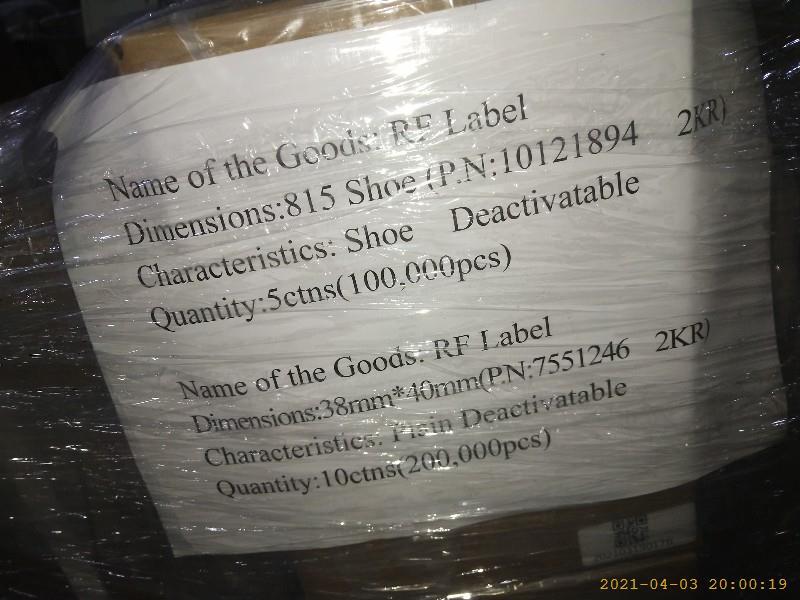 Name of the Goods: RF Label
Dimensions:815 Shoe (P.N:10121894 2KR)
Characteristics: Shoe Deactivatable
Quantity:5ctns(100,000pcs)
Name of the Goods: RF Label
Dimensions:38mm*40mm(P.N:7551246 2KR)
Characteristics: Plain Deactivatable
Quantity:10ctns(200,000pcs)
2021-04-03 20:00:19